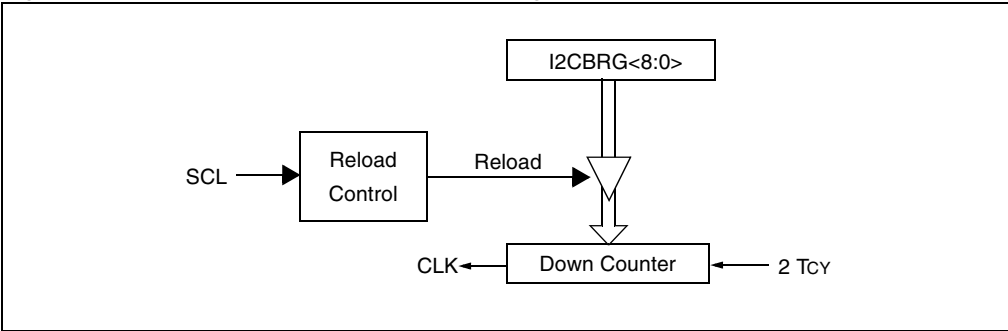 I2CBRG<8:0>
SCL
Reload
Control
Reload
CLK
Down Counter
2 TCY